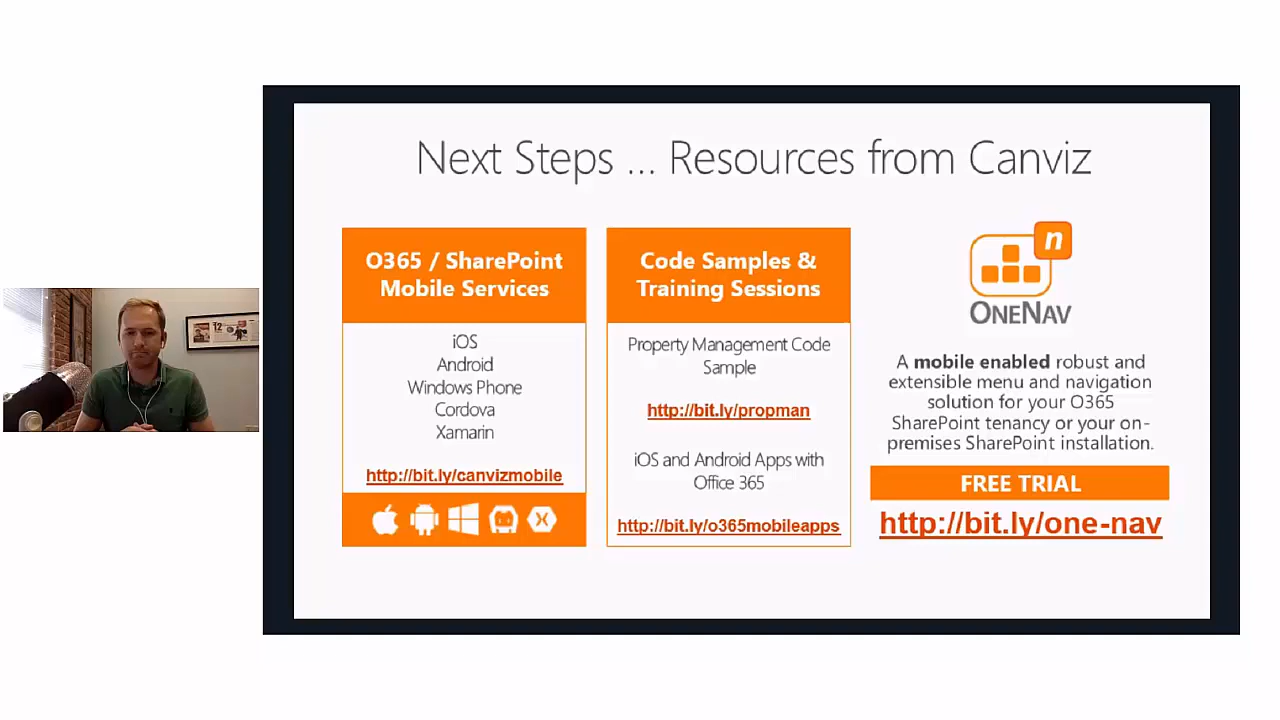 Next Steps ... Resources from Canviz
O365 / SharePoint
Mobile Services
iOS
Android
Windows Phone
Cordova
Xamarin
http://bit.ly/canvizmobile
Code Samples &
Training Sessions
Property Management Code
Sample
http://bit.ly/propman
iOS and Android Apps with
Office 365
http://bit.ly/o365mobileapps
n
ONENAV
A mobile enabled robust and
extensible menu and navigation
solution for your O365
SharePoint tenancy or your on-
premises SharePoint installation.
FREE TRIAL
http://bit.ly/one-nav
12